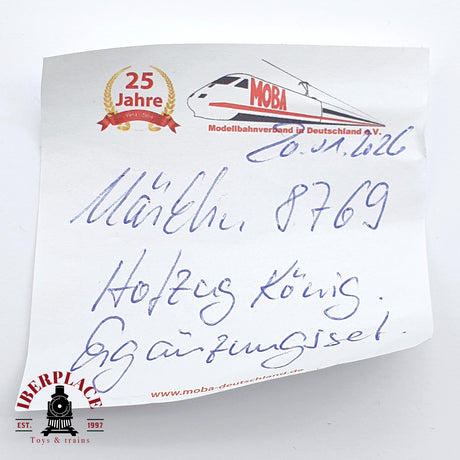 25
Jahre
MOBA
Modellbahnverband in Deutschland e.V.
20.01.2026
Märklin 8769
Hofzug König.
Ergänzungsset.
www.moba-deutschland.de
IBERPLACE
EST. 1997
Toys & trains